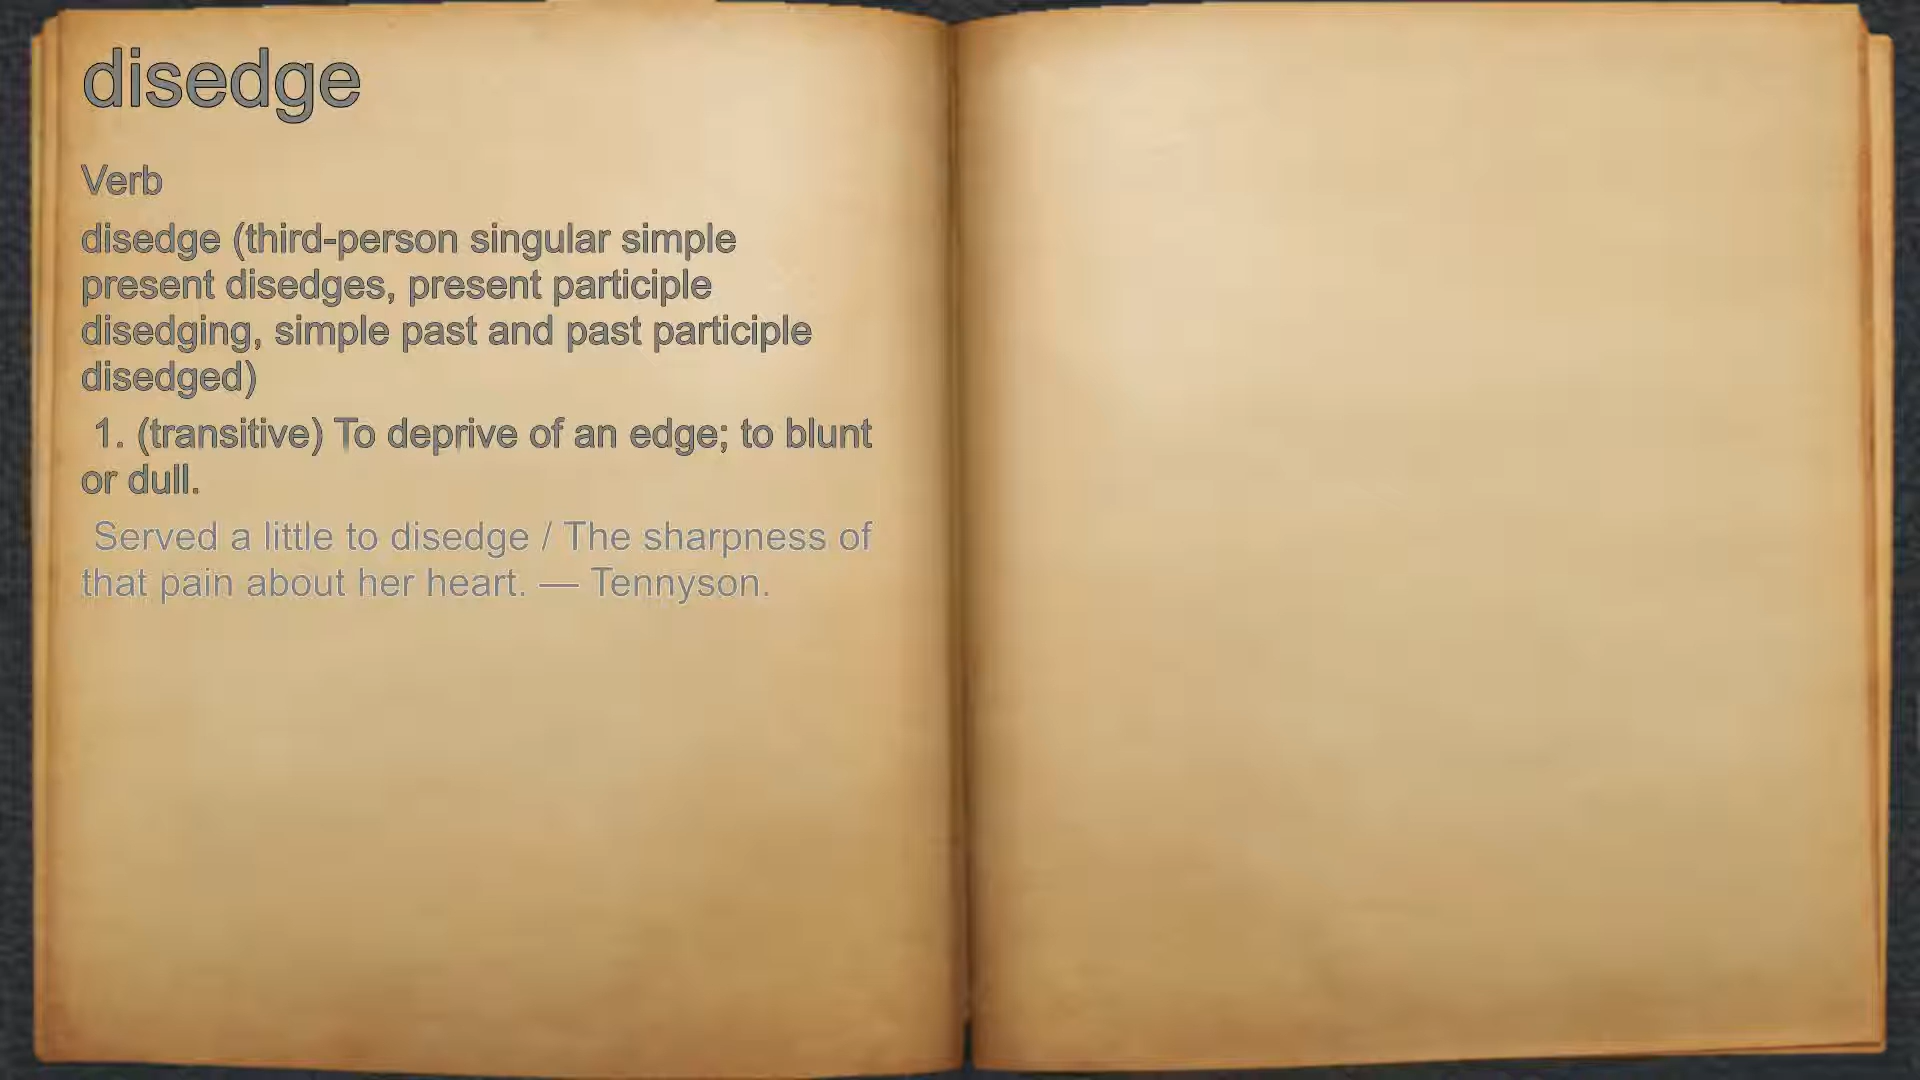 disedge
Verb
disedge (third-person singular simple
present disedges, present participle
disedging, simple past and past participle
disedged)
1. (transitive) To deprive of an edge; to blunt
or dull.
Served a little to disedge / The sharpness of
that pain about her heart. — Tennyson.